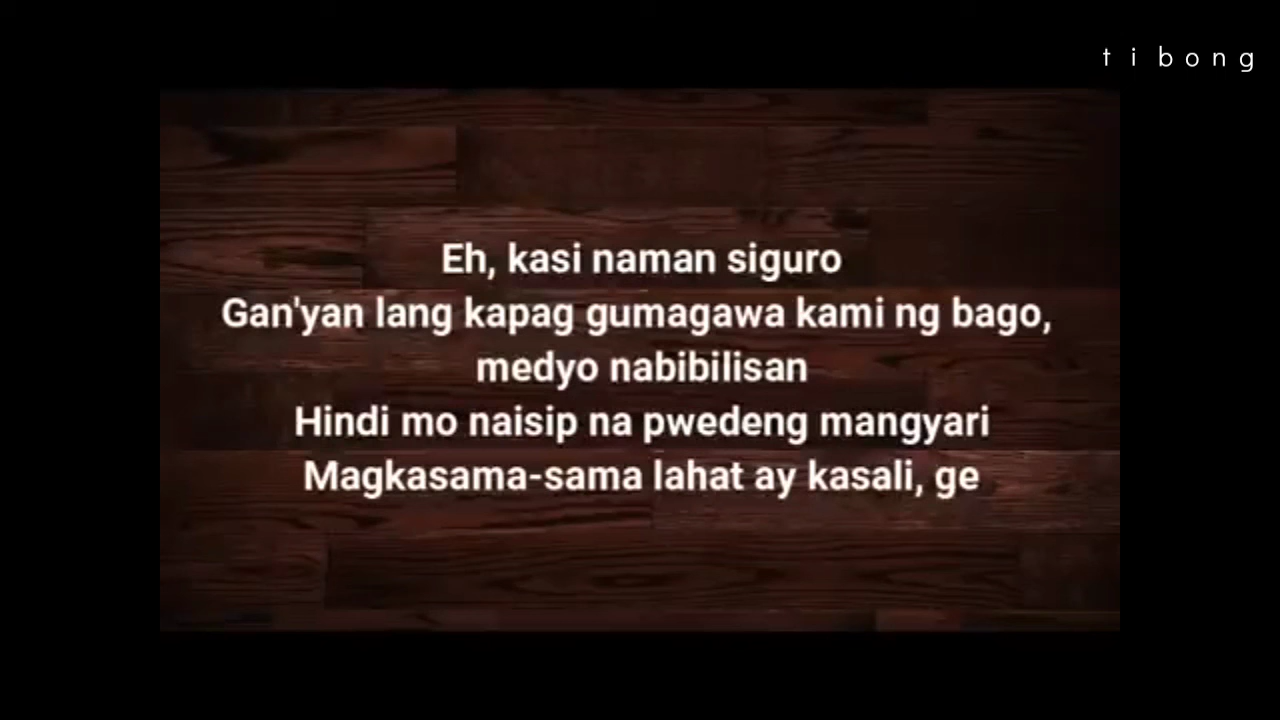 tibong
Eh, kasi naman siguro
Gan'yan lang kapag gumagawa kami ng bago,
medyo nabibilisan
Hindi mo naisip na pwedeng mangyari
Magkasama-sama lahat ay kasali, ge